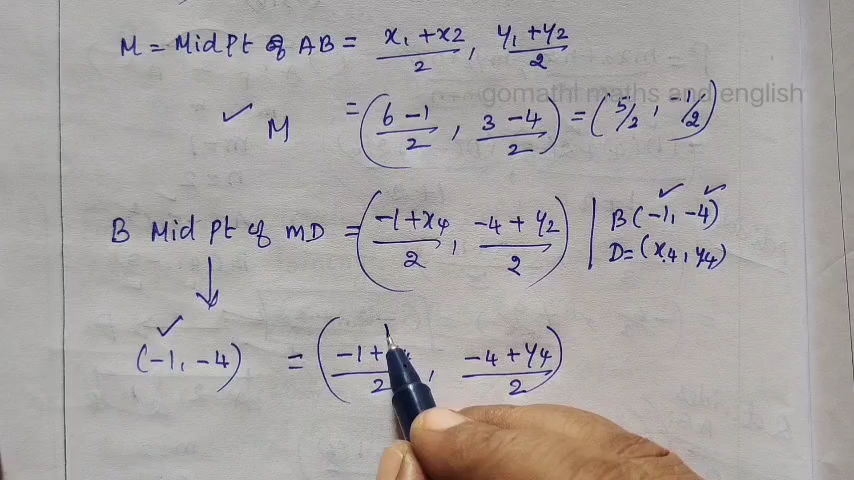 M = Mid Pt of AB = x₁ + x2 / 2 , y₁ + y2 / 2
gomathi maths and english
✓ M = ( 6 - 1 / 2 , 3 - 4 / 2 ) = ( 5/2 , -1/2 )
B Mid pt of MD = ( -1 + x4 / 2 , -4 + y2 / 2 ) | B(-1, -4)
D = (x4, y4)
(-1, -4) = ( -1 + / 2 , -4 + y4 / 2 )